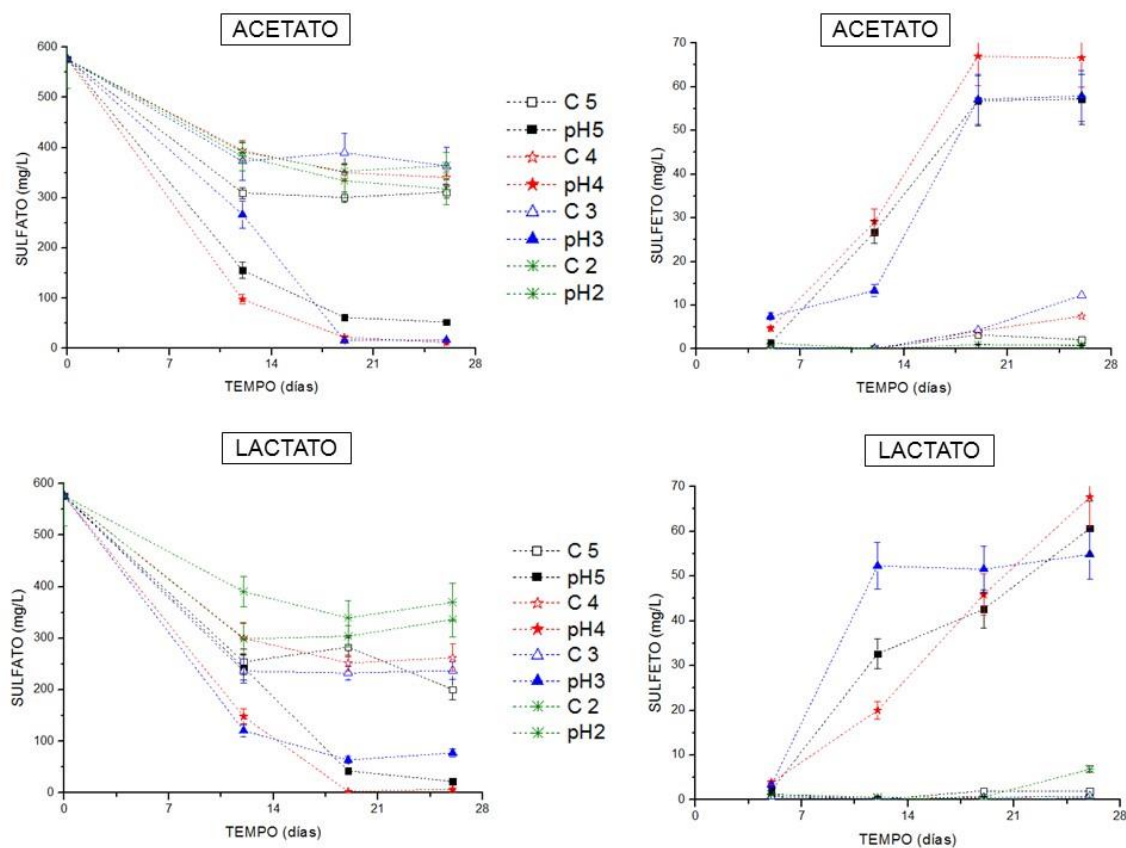 ACETATO
SULFATO (mg/L)
600
500
400
300
200
100
0
0 7 14 21 28
TEMPO (días)
C 5
pH5
C 4
pH4
C 3
pH3
C 2
pH2
ACETATO
SULFETO (mg/L)
70
60
50
40
30
20
10
0
0 7 14 21 28
TEMPO (días)
LACTATO
SULFATO (mg/L)
600
500
400
300
200
100
0
0 7 14 21 28
TEMPO (días)
C 5
pH5
C 4
pH4
C 3
pH3
C 2
pH2
LACTATO
SULFETO (mg/L)
70
60
50
40
30
20
10
0
0 7 14 21 28
TEMPO (días)